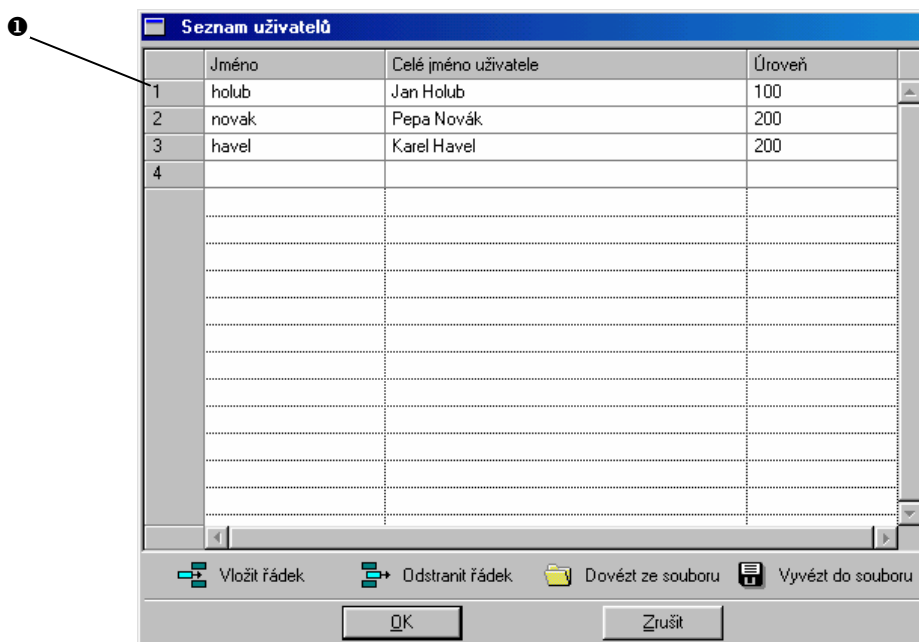 ❶
Seznam uživatelů
Jméno Celé jméno uživatele Úroveň
1 holub Jan Holub 100
2 novak Pepa Novák 200
3 havel Karel Havel 200
4
Vložit řádek Odstranit řádek Dovézt ze souboru Vyvézt do souboru
OK Zrušit